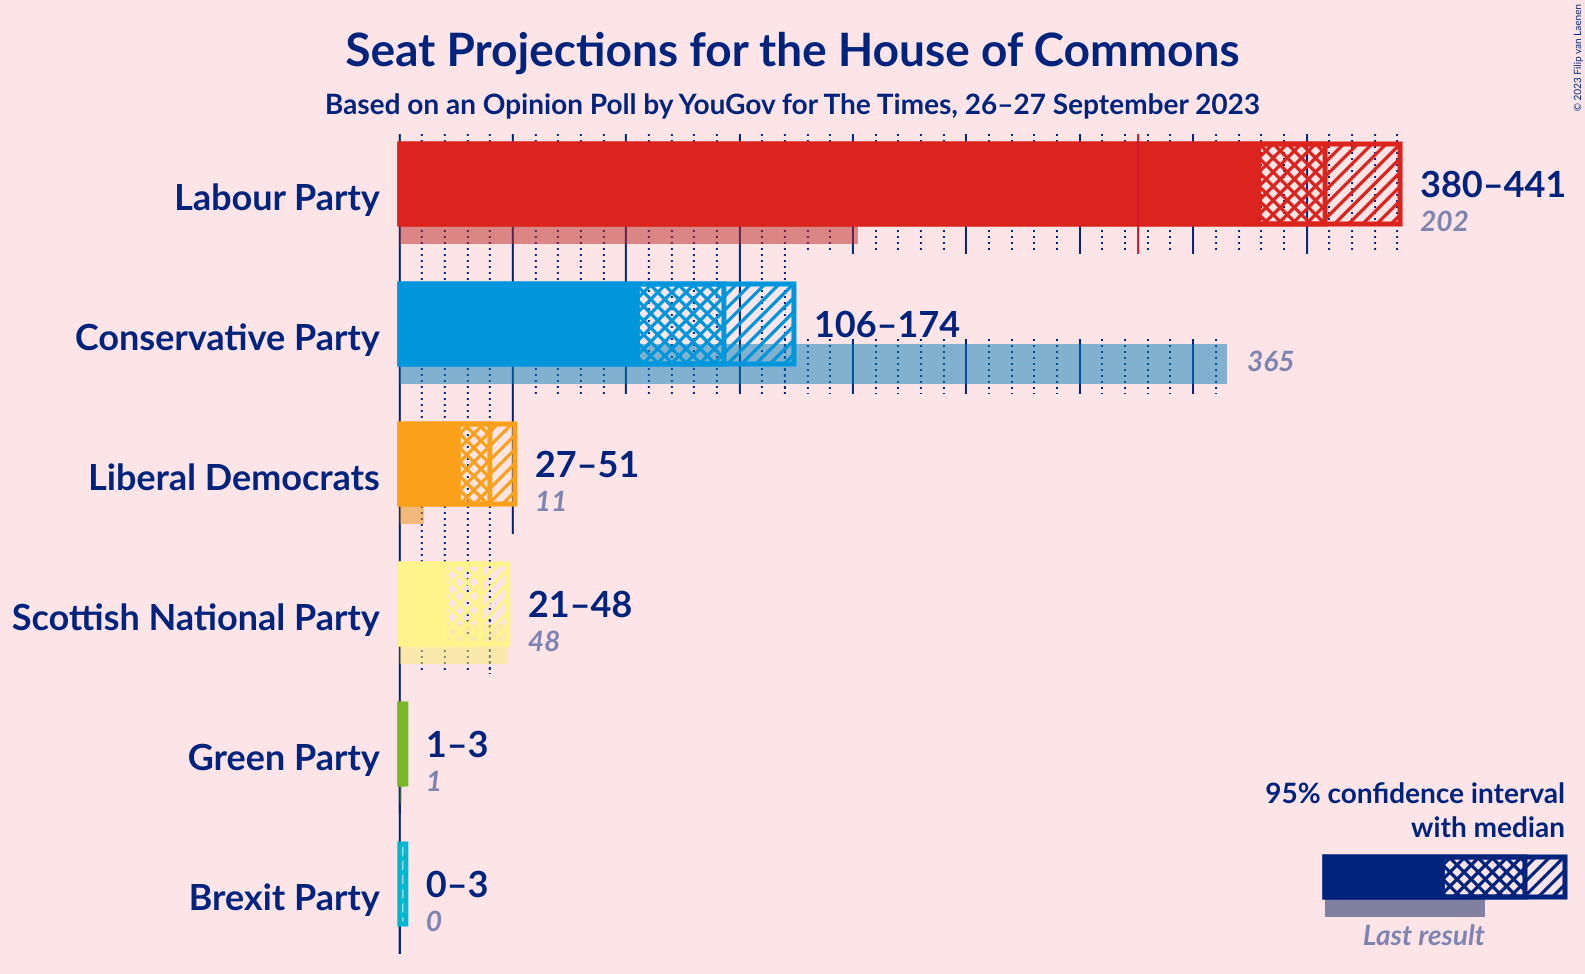 Seat Projections for the House of Commons
Based on an Opinion Poll by YouGov for The Times, 26–27 September 2023
© 2023 Filip van Laenen
Labour Party
380–441
202
Conservative Party
106–174
365
Liberal Democrats
27–51
11
Scottish National Party
21–48
48
Green Party
1–3
1
Brexit Party
0–3
0
95% confidence interval
with median
Last result